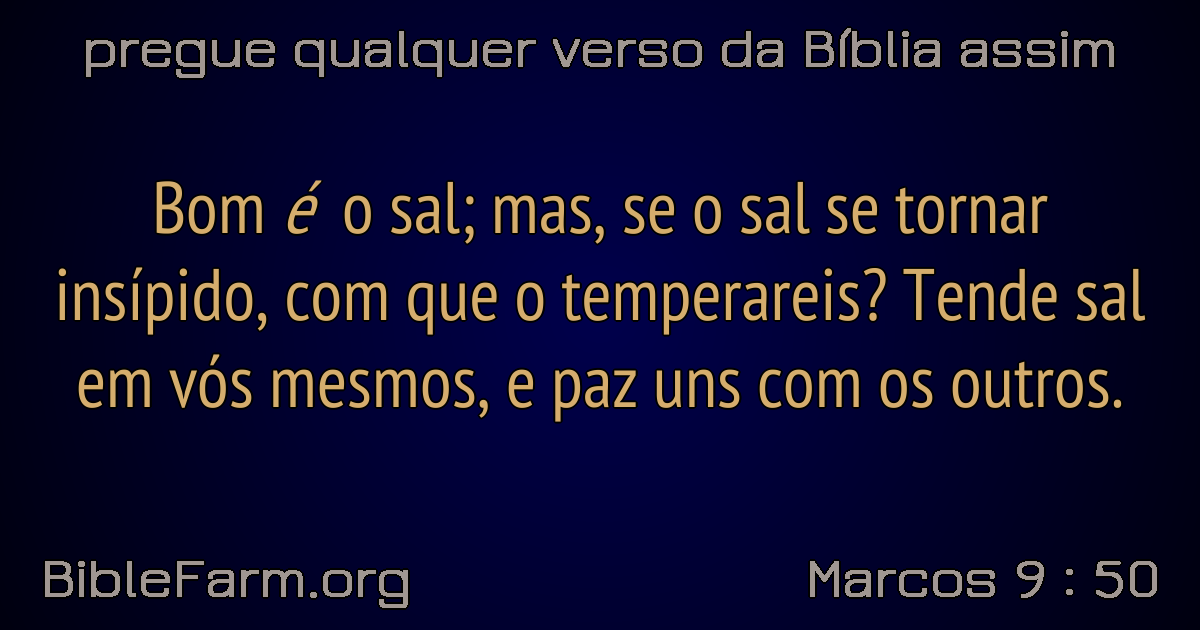 pregue qualquer verso da Bíblia assim
Bom é o sal; mas, se o sal se tornar
insípido, com que o temperareis? Tende sal
em vós mesmos, e paz uns com os outros.
BibleFarm.org
Marcos 9 : 50